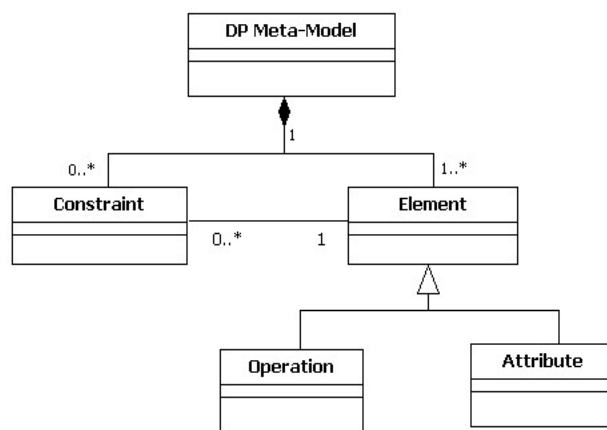 DP Meta-Model
1
0..*
1..*
Constraint
Element
0..*
1
Operation
Attribute